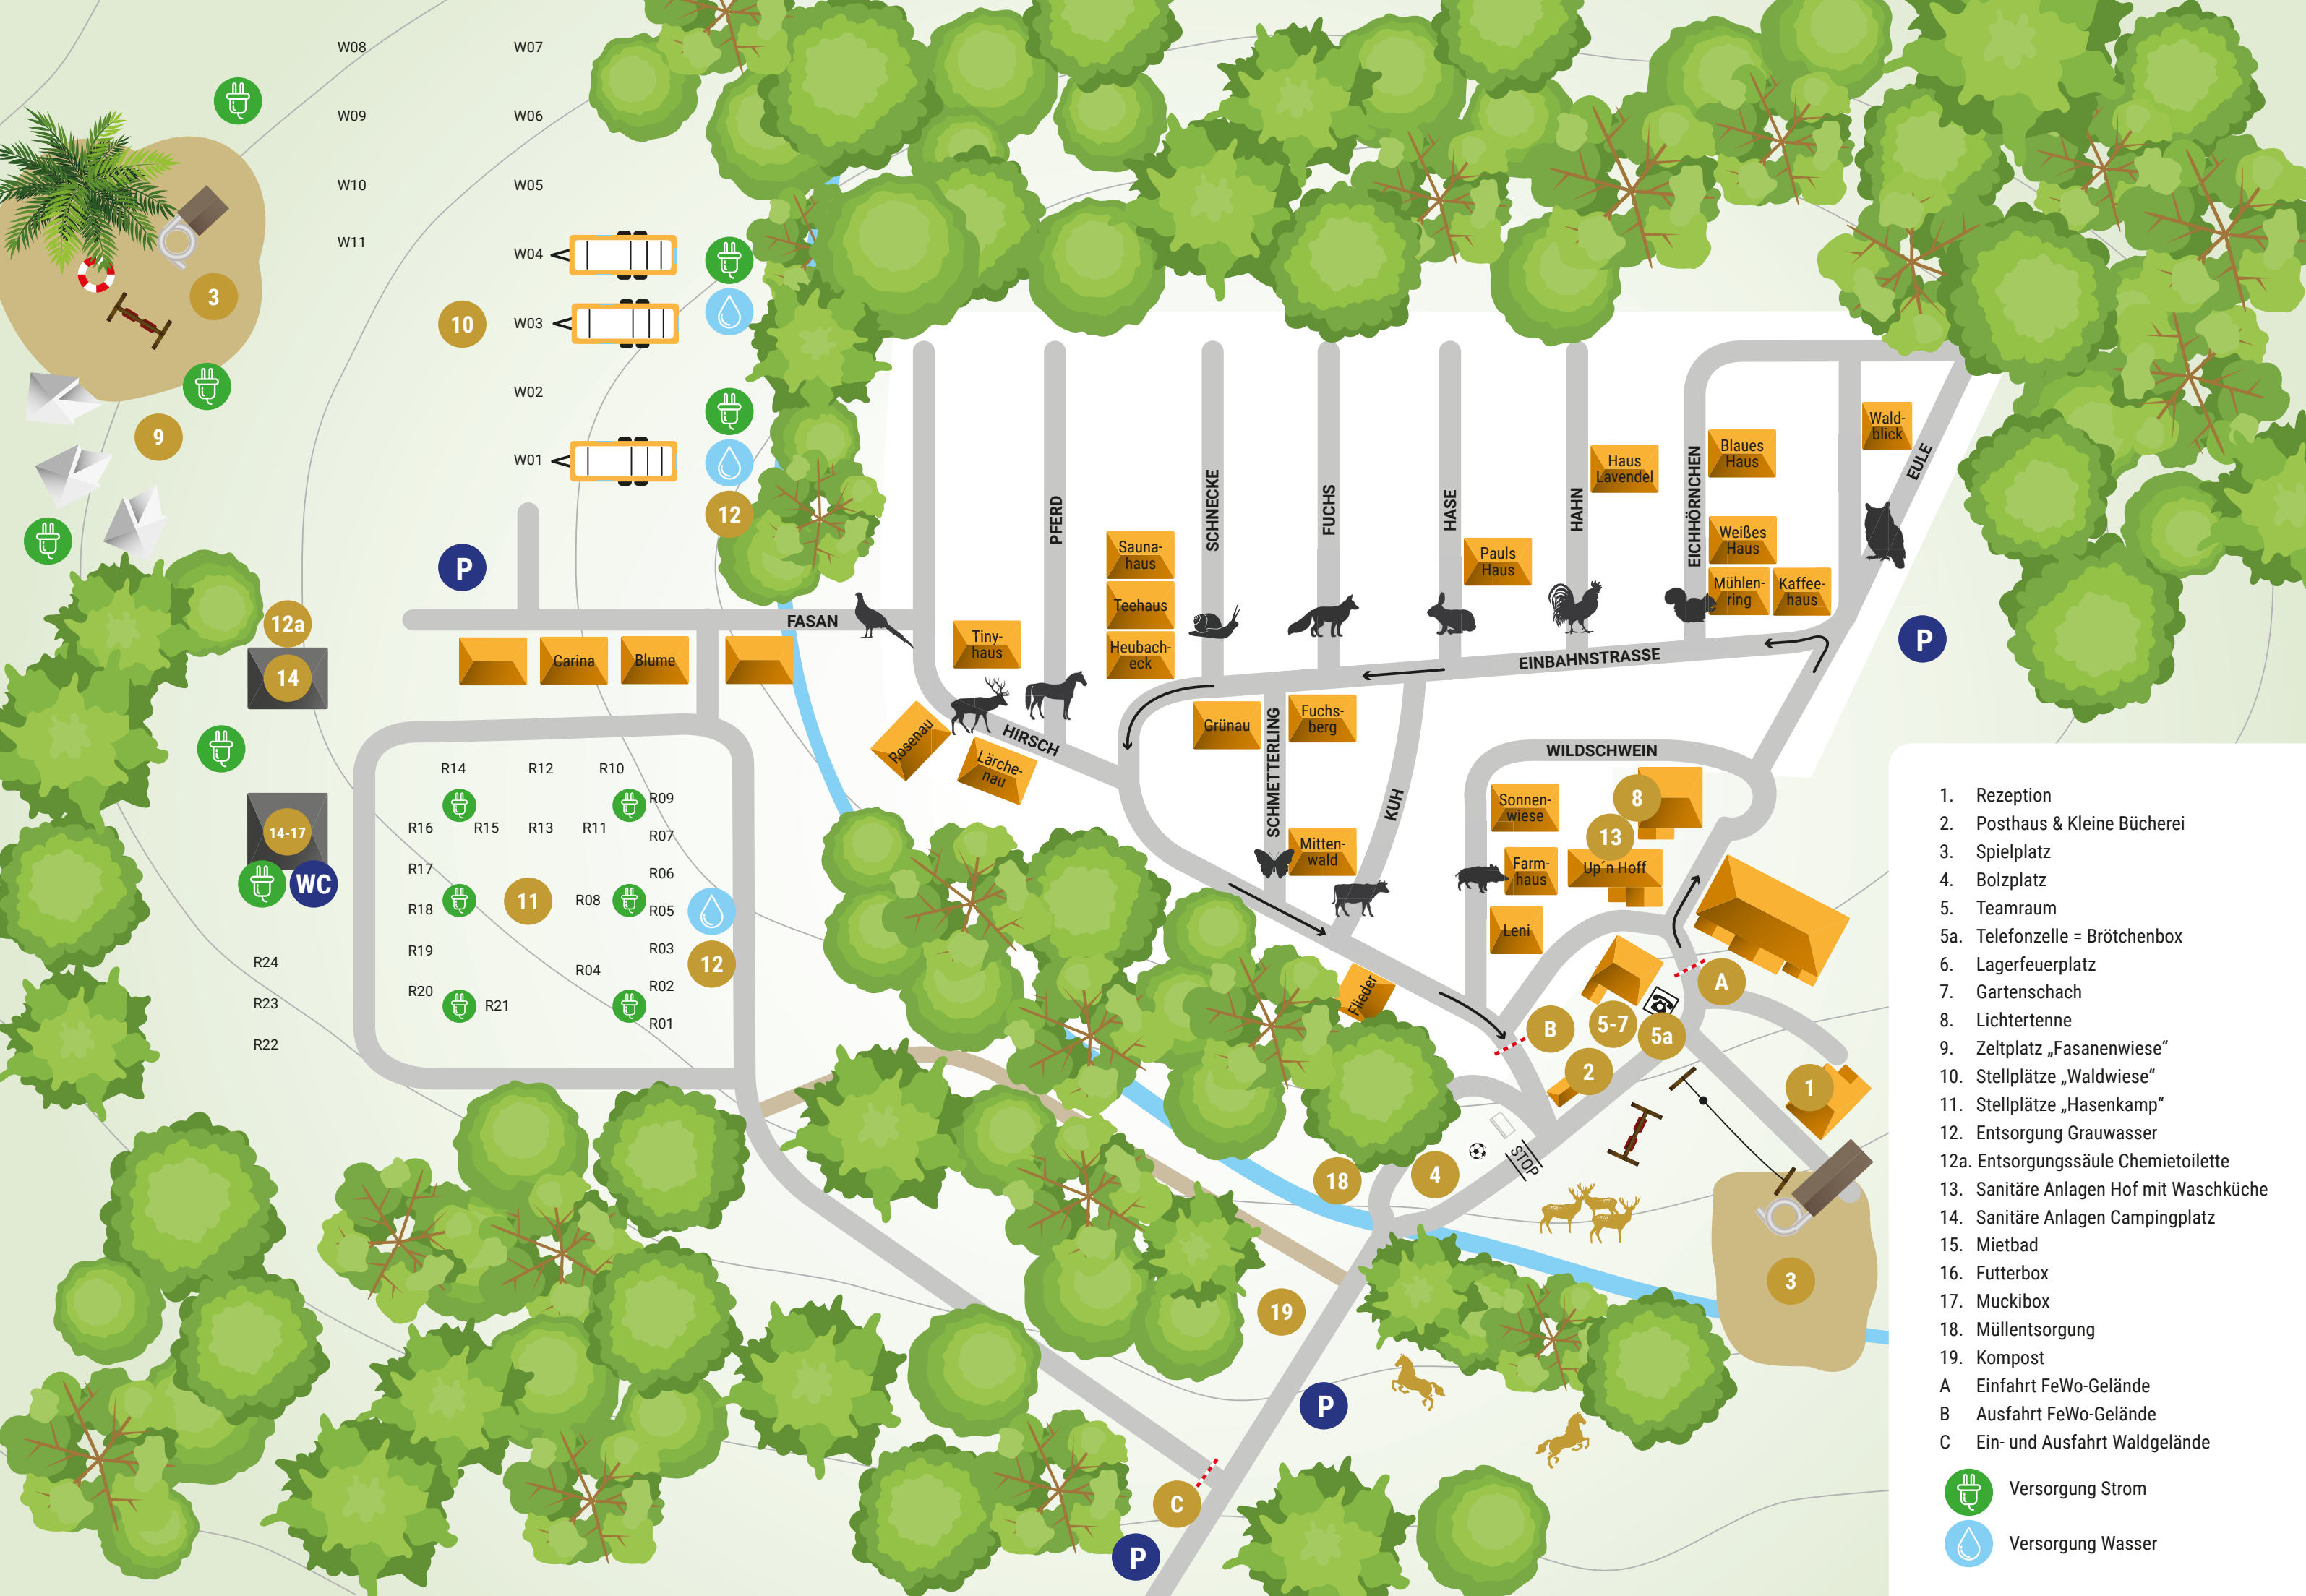 W08
W07
W09
W06
W10
W05
W11
W04
3
10
W03
W02
9
W01
12
P
12a
14
FASAN
Carina
Blume
PFERD
SCHNECKE
FUCHS
HASE
HAHN
EICHHÖRNCHEN
EULE
Haus
Lavendel
Blaues
Haus
Wald-
blick
Weißes
Haus
Mühlen-
ring
Kaffee-
haus
Pauls
Haus
Sauna-
haus
Teehaus
Heubach-
eck
Tiny-
haus
P
EINBAHNSTRASSE
Rosenau
HIRSCH
Lärche-
nau
Grünau
SCHMETTERLING
Fuchs-
berg
KUH
Mitten-
wald
WILDSCHWEIN
Sonnen-
wiese
8
13
Farm-
haus
Up´n Hoff
Leni
Flieder
14-17
WC
R14
R12
R10
R09
R16
R15
R13
R11
R07
R17
R06
R18
11
R08
R05
R19
R03
12
R04
R20
R21
R02
R01
R24
R23
R22
A
B
5-7
5a
2
1
STOP
18
4
3
19
P
C
P
1. Rezeption
2. Posthaus & Kleine Bücherei
3. Spielplatz
4. Bolzplatz
5. Teamraum
5a. Telefonzelle = Brötchenbox
6. Lagerfeuerplatz
7. Gartenschach
8. Lichtertenne
9. Zeltplatz „Fasanenwiese“
10. Stellplätze „Waldwiese“
11. Stellplätze „Hasenkamp“
12. Entsorgung Grauwasser
12a. Entsorgungssäule Chemietoilette
13. Sanitäre Anlagen Hof mit Waschküche
14. Sanitäre Anlagen Campingplatz
15. Mietbad
16. Futterbox
17. Muckibox
18. Müllentsorgung
19. Kompost
A Einfahrt FeWo-Gelände
B Ausfahrt FeWo-Gelände
C Ein- und Ausfahrt Waldgelände
Versorgung Strom
Versorgung Wasser